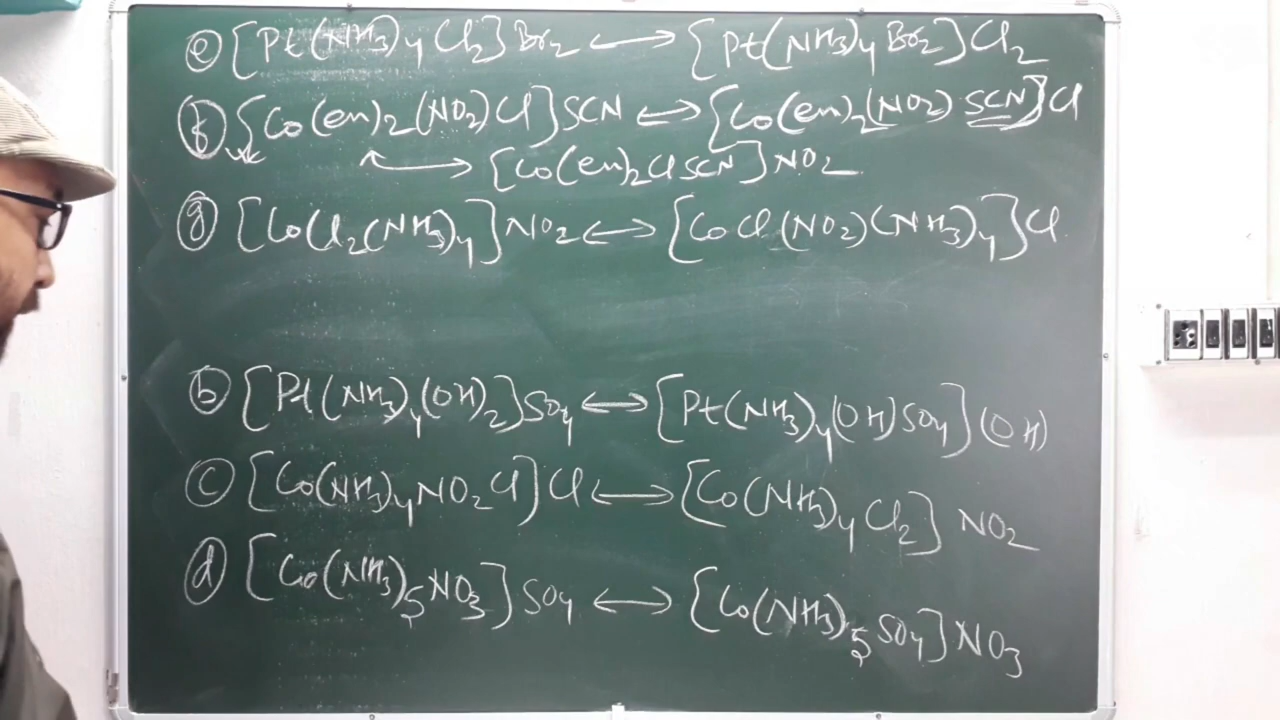 (e) [Pt(NH3)4Cl2]Br2 ⟷ [Pt(NH3)4Br2]Cl2
(f) [Co(en)2(NO2)Cl]SCN ⟷ [Co(en)2(NO2)SCN]Cl
⟷ [Co(en)2ClSCN]NO2
(g) [CoCl2(NH3)4]NO2 ⟷ [CoCl(NO2)(NH3)4]Cl
(b) [Pt(NH3)4(OH)2]SO4 ⟷ [Pt(NH3)4(OH)SO4](OH)
(c) [Co(NH3)4NO2Cl]Cl ⟷ [Co(NH3)4Cl2]NO2
(d) [Co(NH3)5NO3]SO4 ⟷ [Co(NH3)5SO4]NO3